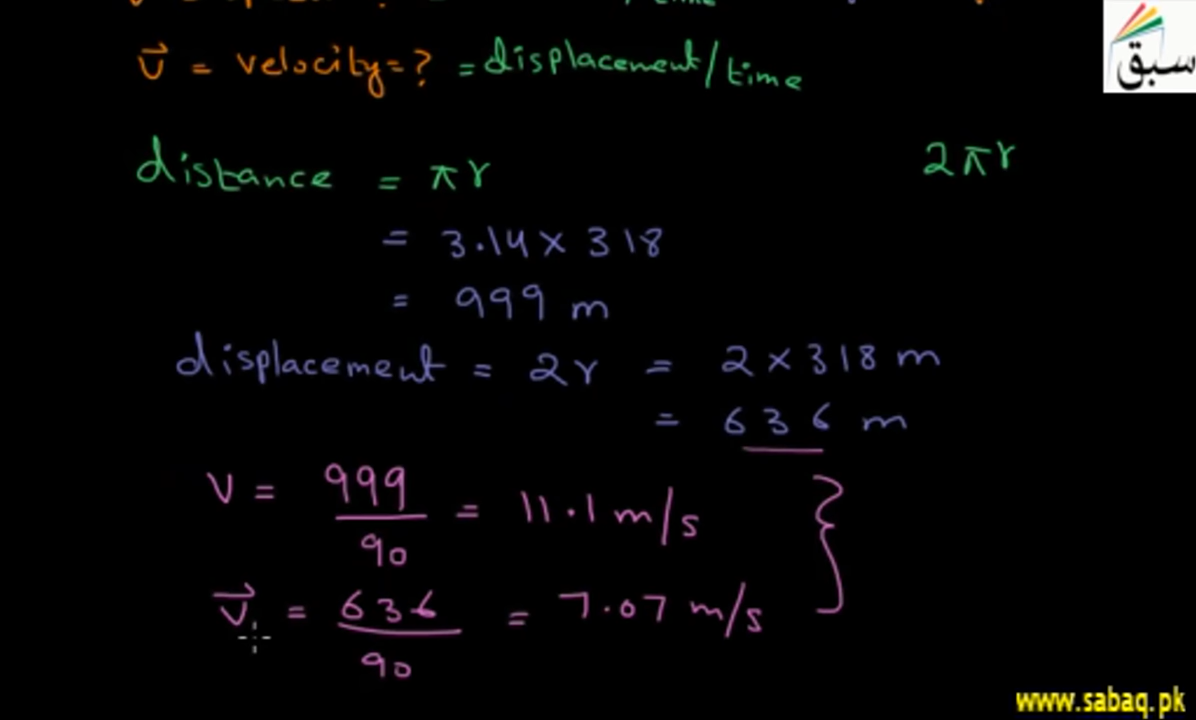 time
سبق
v⃗ = velocity = ? = displacement/time
distance = πr
2πr
= 3.14 × 318
= 999 m
displacement = 2r = 2 × 318 m
= 636 m
v = 999/90 = 11.1 m/s
v⃗ = 636/90 = 7.07 m/s
www.sabaq.pk